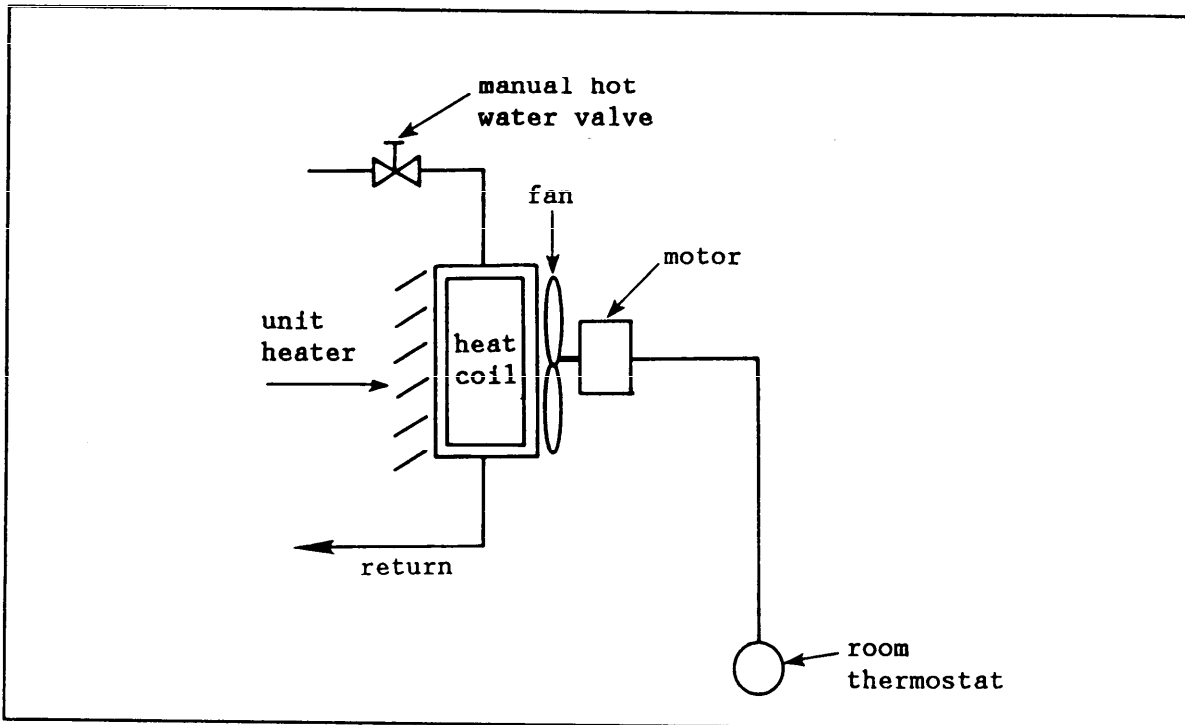 manual hot
water valve
fan
motor
unit
heater
heat
coil
return
room
thermostat